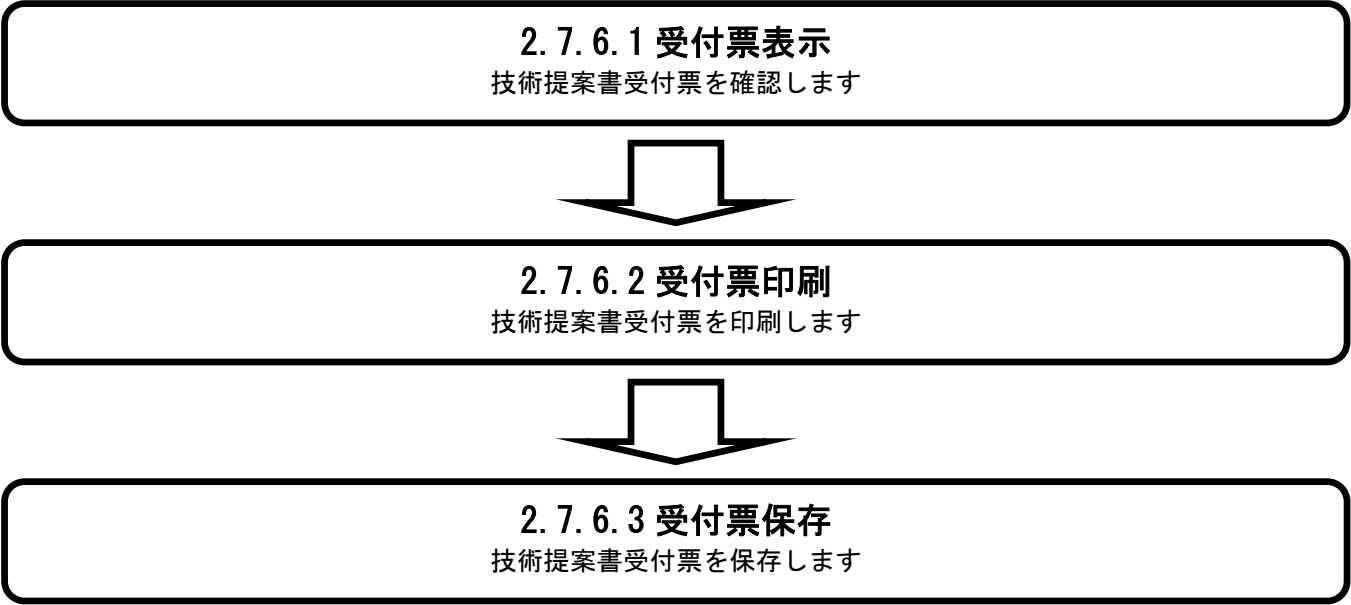 2.7.6.1 受付票表示
技術提案書受付票を確認します
2.7.6.2 受付票印刷
技術提案書受付票を印刷します
2.7.6.3 受付票保存
技術提案書受付票を保存します